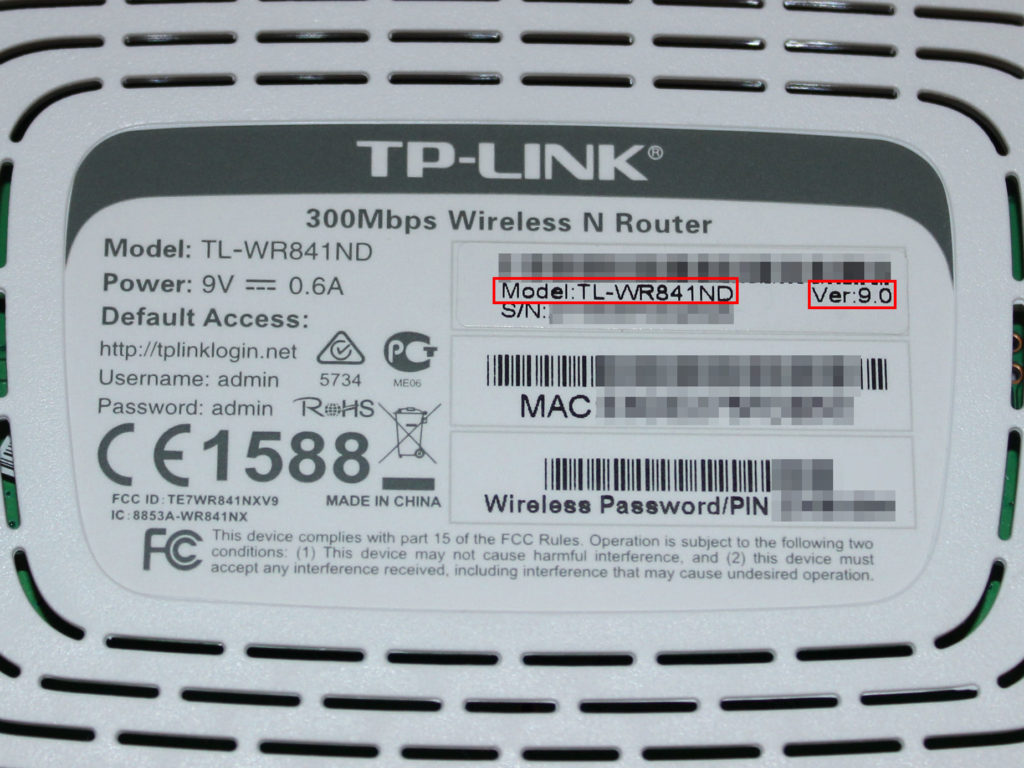 TP-LINK®
300Mbps Wireless N Router
Model: TL-WR841ND
Power: 9V ⎓ 0.6A
Default Access:
http://tplinklogin.net
Username: admin
Password: admin
5734
PCT
ME06
RoHS
CE1588
FCC ID: TE7WR841NXV9
IC: 8853A-WR841NX
MADE IN CHINA
Model:TL-WR841ND Ver:9.0
S/N:
MAC
Wireless Password/PIN
FC This device complies with part 15 of the FCC Rules. Operation is subject to the following two
conditions: (1) This device may not cause harmful interference, and (2) this device must
accept any interference received, including interference that may cause undesired operation.